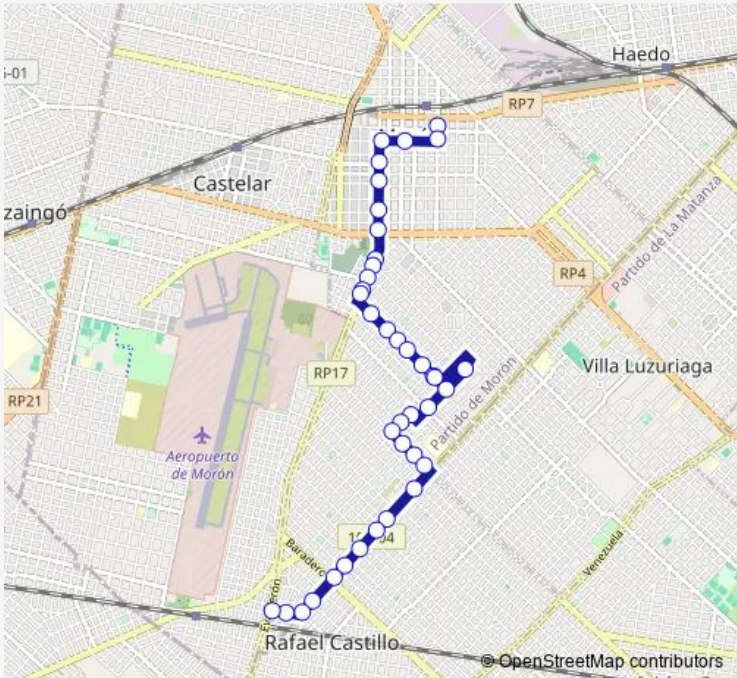 Haedo
S-01
RP7
Castelar
zaingó
Partido de La Matanza
RP4
Villa Luzuriaga
RP17
Partido de Morón
RP21
Aeropuerto
de Morón
Venezuela
Baradero
Rafael Castillo
© OpenStreetMap contributors